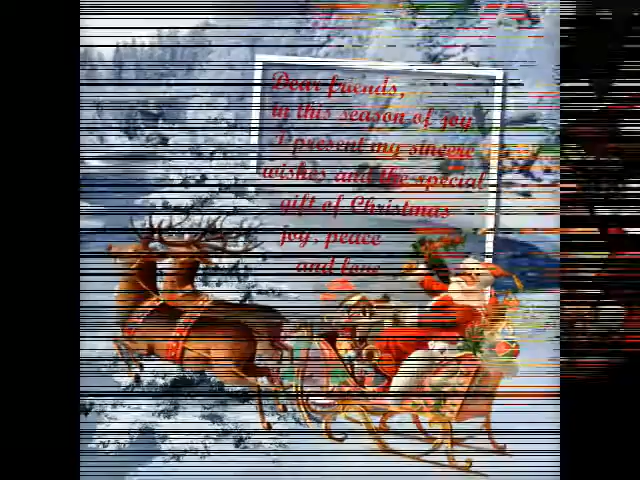 Dear friends,
in this season of joy
I present my sincere
wishes and the special
gift of Christmas
joy, peace
and love